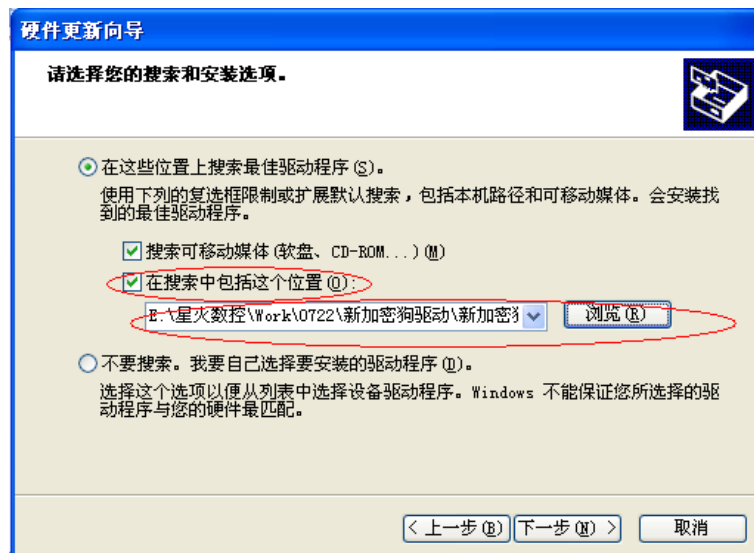 硬件更新向导
请选择您的搜索和安装选项。
在这些位置上搜索最佳驱动程序(S)。
使用下列的复选框限制或扩展默认搜索，包括本机路径和可移动媒体。会安装找
到的最佳驱动程序。
搜索可移动媒体(软盘、CD-ROM...)(M)
在搜索中包括这个位置(O):
E:\星火数控\Work\0722\新加密狗驱动\新加密 浏览(R)
不要搜索。我要自己选择要安装的驱动程序(D)。
选择这个选项以便从列表中选择设备驱动程序。Windows 不能保证您所选择的驱
动程序与您的硬件最匹配。
< 上一步(B) 下一步(N) > 取消